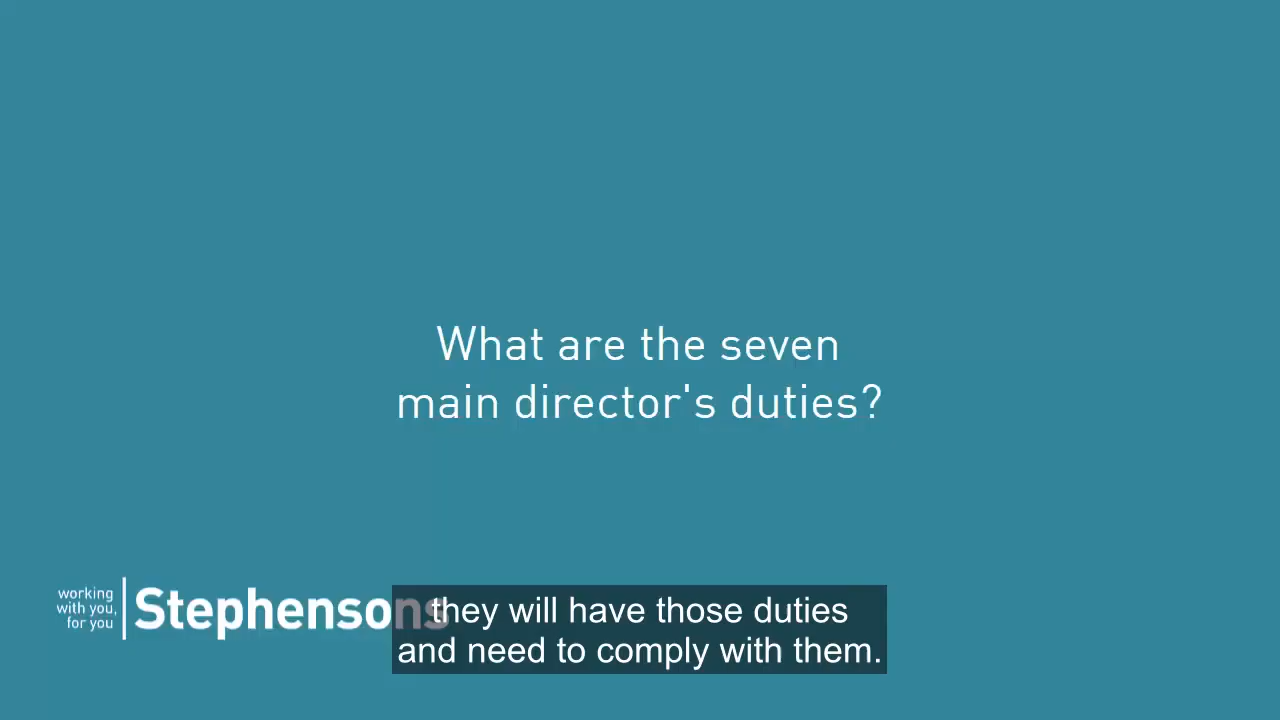 What are the seven
main director's duties?
working
with you,
for you
Stephensons
they will have those duties
and need to comply with them.